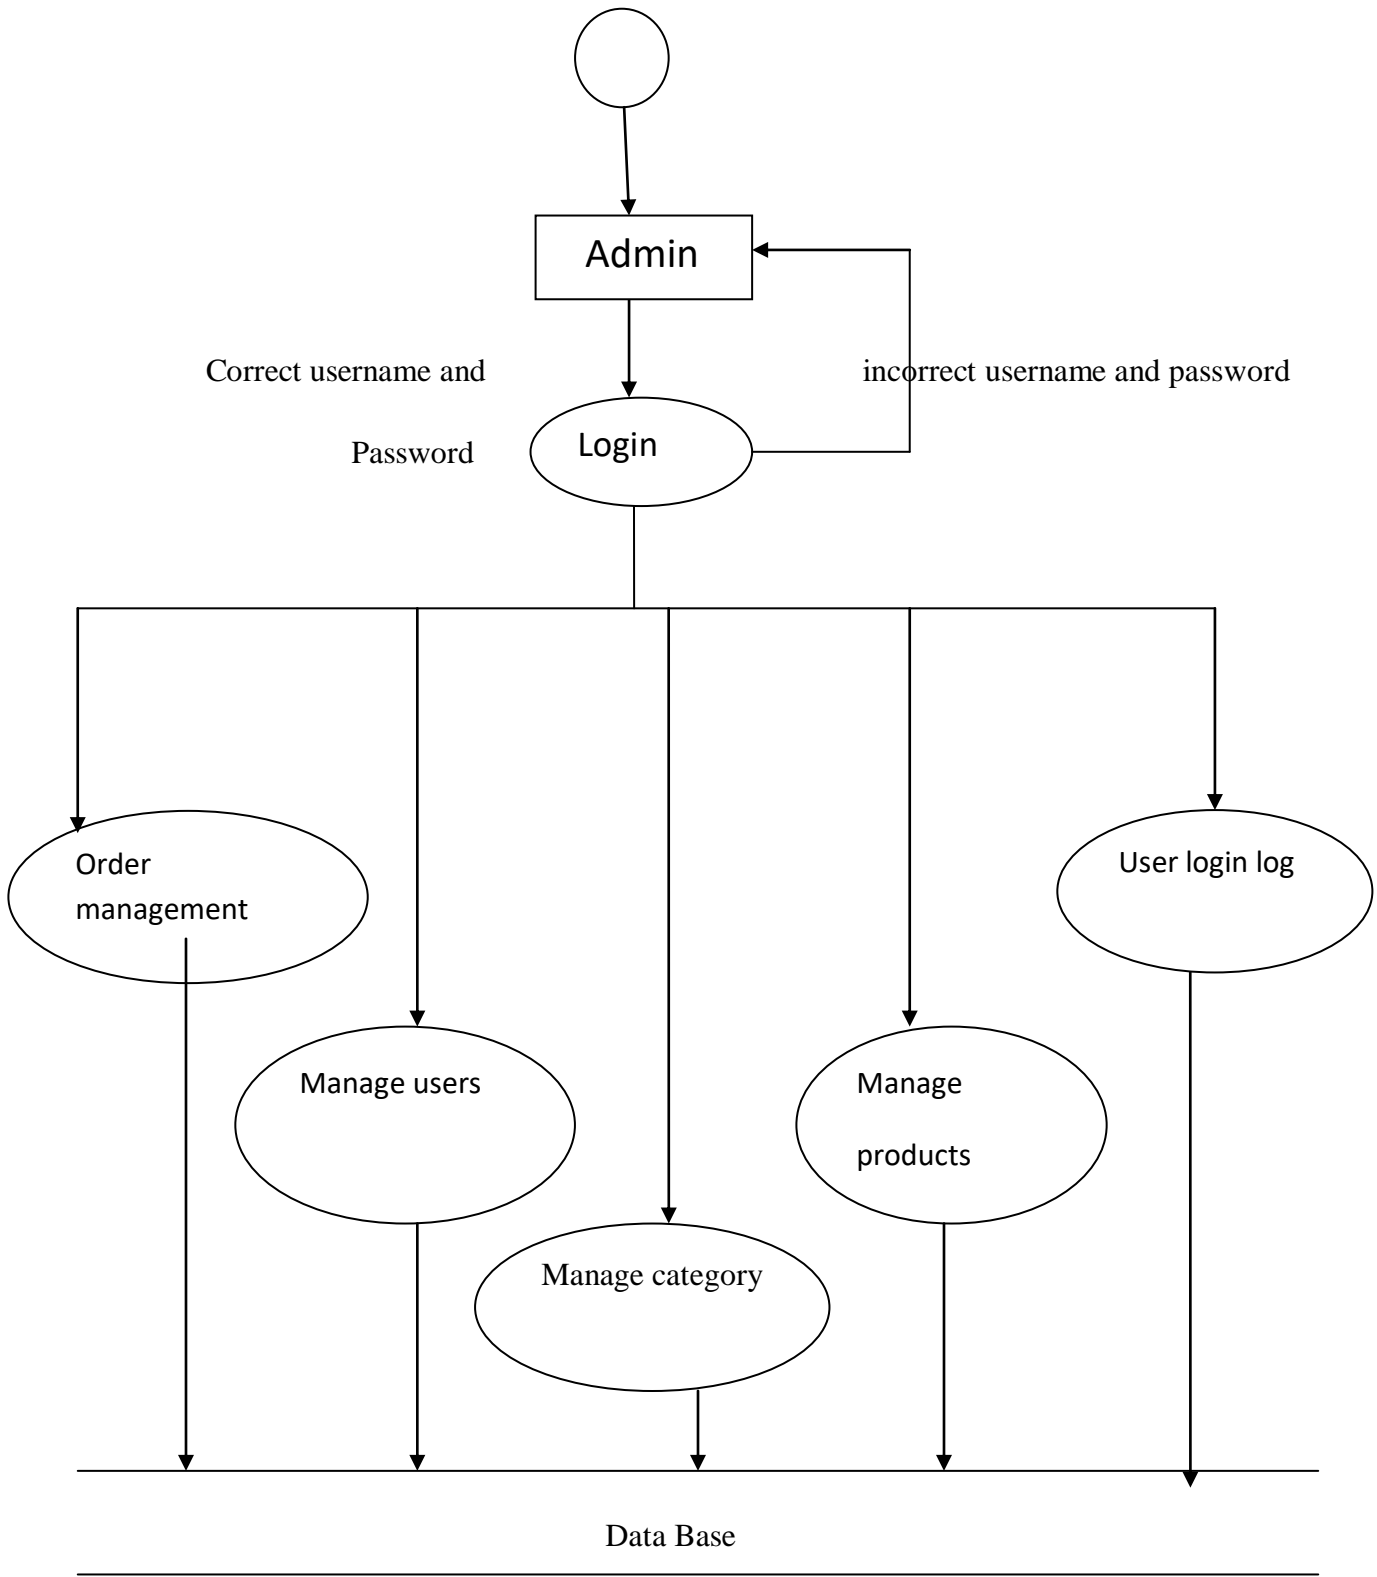 Admin
Correct username and
incorrect username and password
Password
Login
Order
management
User login log
Manage users
Manage
products
Manage category
Data Base